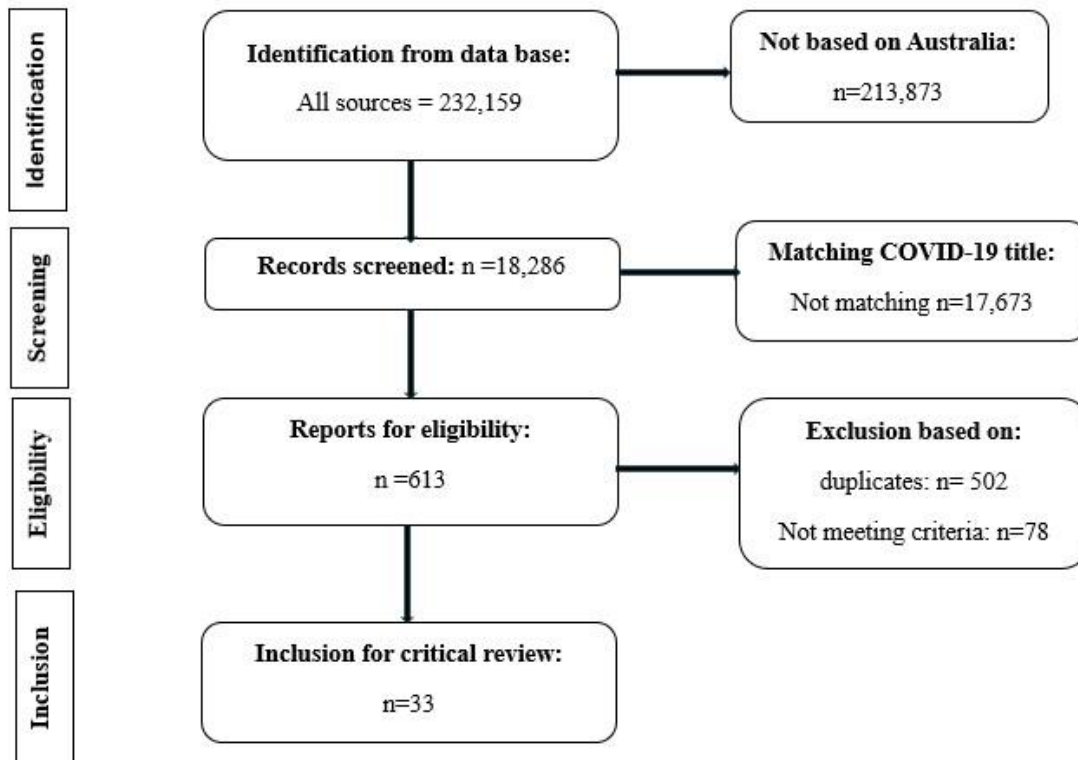 Identification
Identification from data base:
All sources = 232,159
Not based on Australia:
n=213,873
Screening
Records screened: n =18,286
Matching COVID-19 title:
Not matching n=17,673
Eligibility
Reports for eligibility:
n =613
Exclusion based on:
duplicates: n= 502
Not meeting criteria: n=78
Inclusion
Inclusion for critical review:
n=33